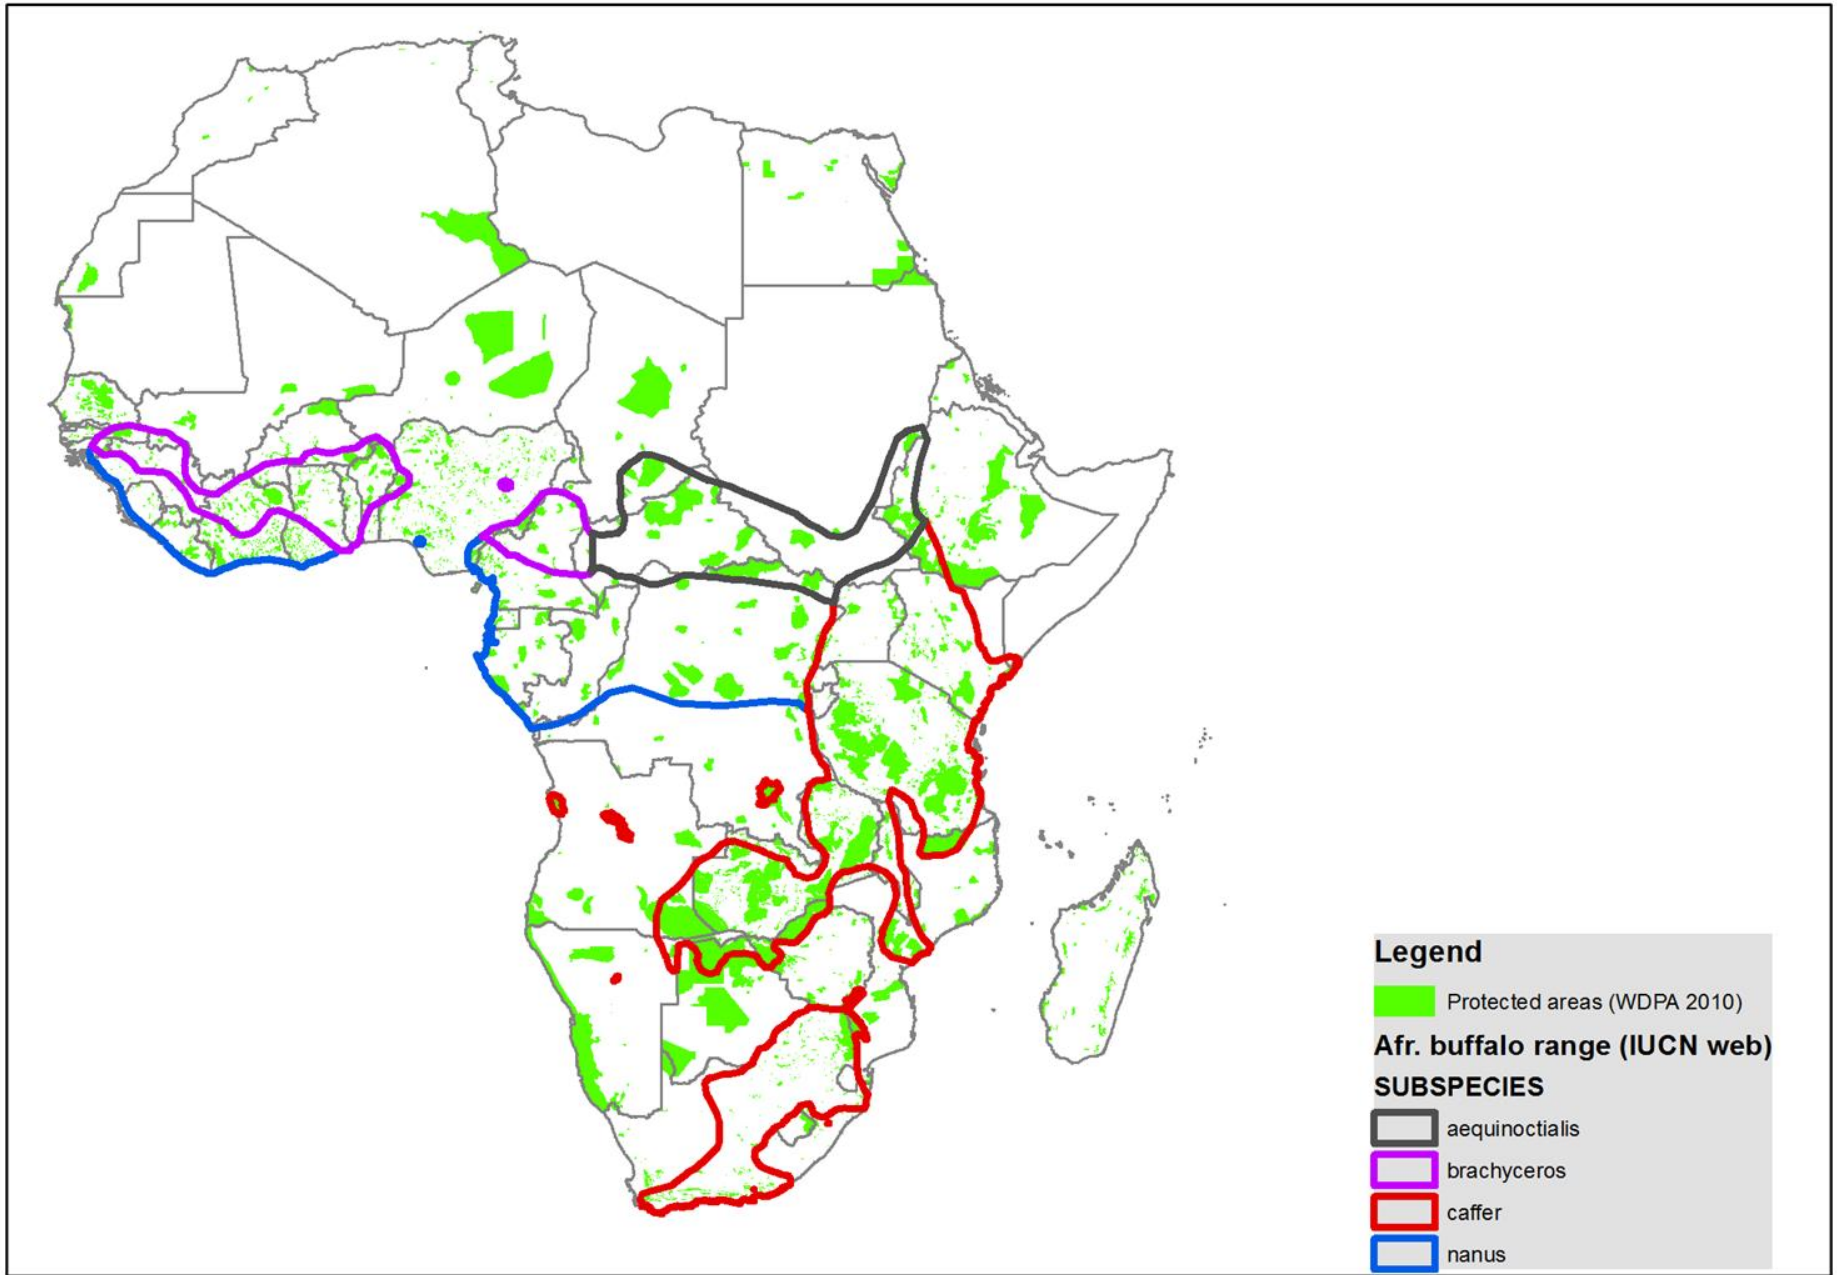 Legend
Protected areas (WDPA 2010)
Afr. buffalo range (IUCN web)
SUBSPECIES
aequinoctialis
brachyceros
caffer
nanus